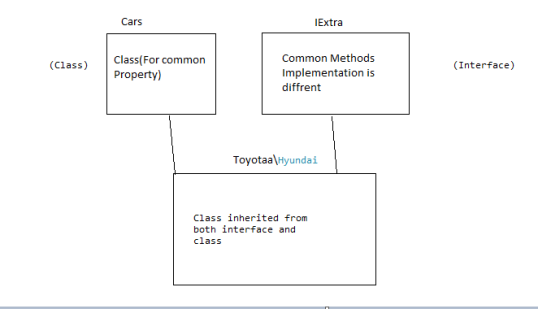 Cars
IExtra
(Class)
Class(For common
Property)
Common Methods
Implementation is
diffrent
(Interface)
Toyotaa\Hyundai
Class inherited from
both interface and
class